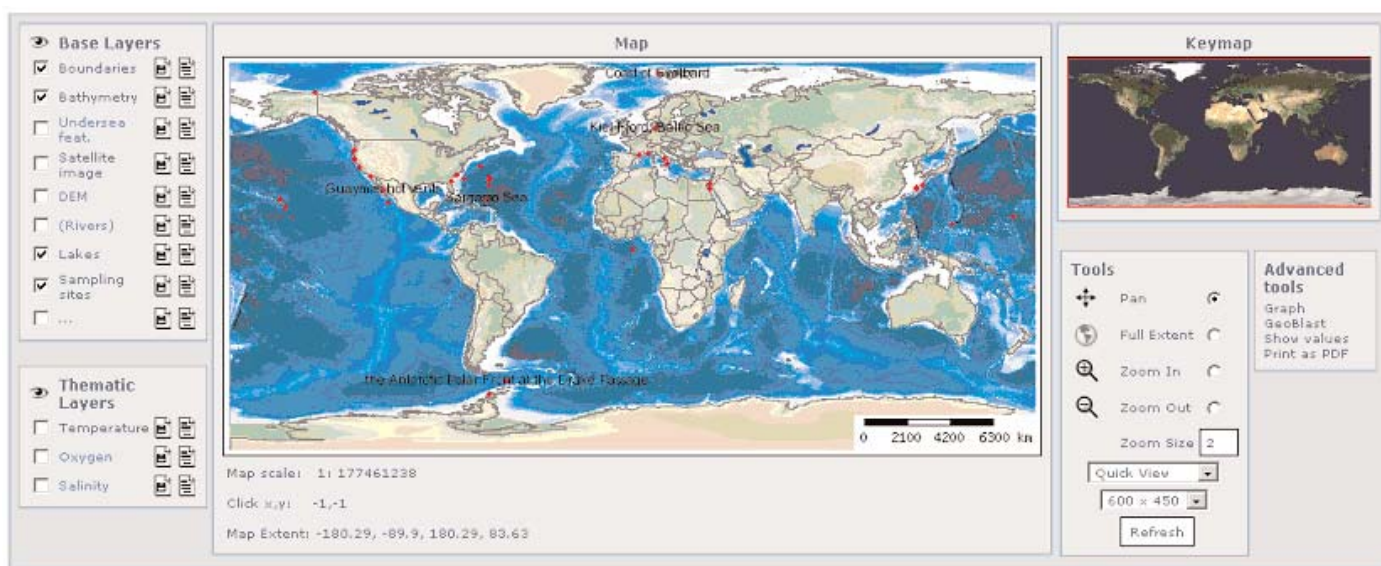 Base Layers
Boundaries
Bathymetry
Undersea
feat.
Satellite
image
DEM
(Rivers)
Lakes
Sampling
sites
...
Thematic
Layers
Temperature
Oxygen
Salinity
Map
Coast of Svalbard
Kiel Fjord, Baltic Sea
Guaymas hot vents
Sargasso Sea
the Antarctic Polar Front at the Drake Passage
0 2100 4200 6300 km
Map scale: 1: 177461238
Click x,y: -1,-1
Map Extent: -180.29, -89.9, 180.29, 83.63
Keymap
Tools
Pan
Full Extent
Zoom In
Zoom Out
Zoom Size 2
Quick View
600 x 450
Refresh
Advanced
tools
Graph
GeoBlast
Show values
Print as PDF